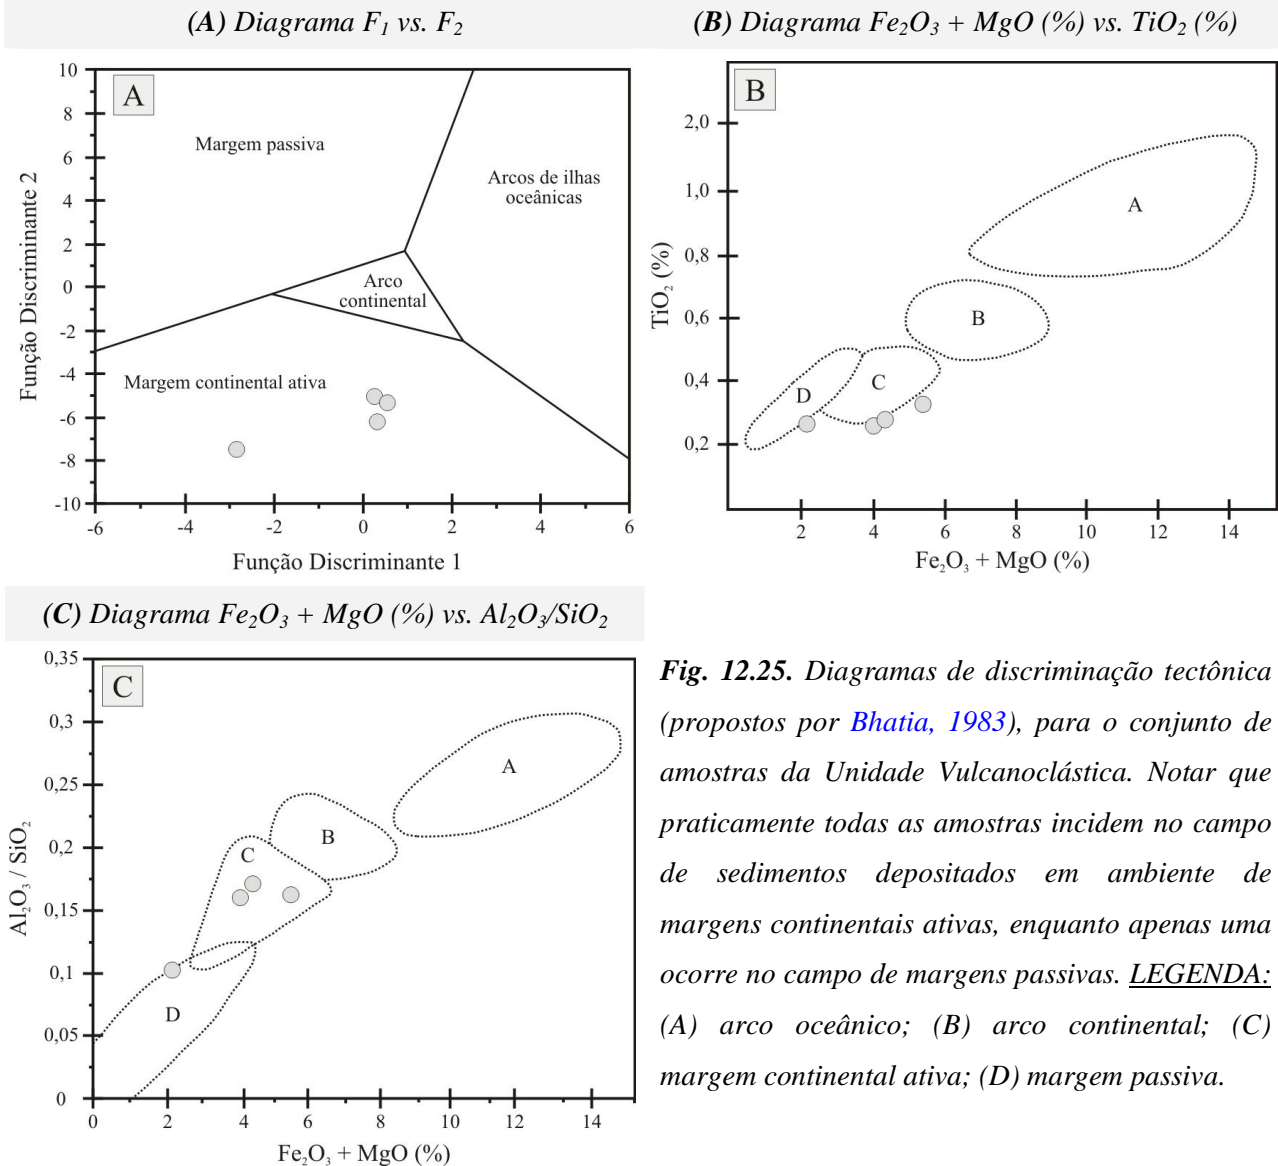 (A) Diagrama F₁ vs. F₂
(B) Diagrama Fe₂O₃ + MgO (%) vs. TiO₂ (%)
A
10
8
6
4
2
0
-2
-4
-6
-8
-10
Função Discriminante 2
Margem passiva
Arcos de ilhas
oceânicas
Arco
continental
Margem continental ativa
-6
-4
-2
0
2
4
6
Função Discriminante 1
B
2,0
1,0
0,8
0,6
0,4
0,2
TiO₂ (%)
A
B
C
D
2
4
6
8
10
12
14
Fe₂O₃ + MgO (%)
(C) Diagrama Fe₂O₃ + MgO (%) vs. Al₂O₃/SiO₂
C
0,35
0,3
0,25
0,2
0,15
0,1
0,05
0
Al₂O₃ / SiO₂
A
B
C
D
0
2
4
6
8
10
12
14
Fe₂O₃ + MgO (%)
Fig. 12.25. Diagramas de discriminação tectônica
(propostos por Bhatia, 1983), para o conjunto de
amostras da Unidade Vulcanoclástica. Notar que
praticamente todas as amostras incidem no campo
de sedimentos depositados em ambiente de
margens continentais ativas, enquanto apenas uma
ocorre no campo de margens passivas. LEGENDA:
(A) arco oceânico; (B) arco continental; (C)
margem continental ativa; (D) margem passiva.